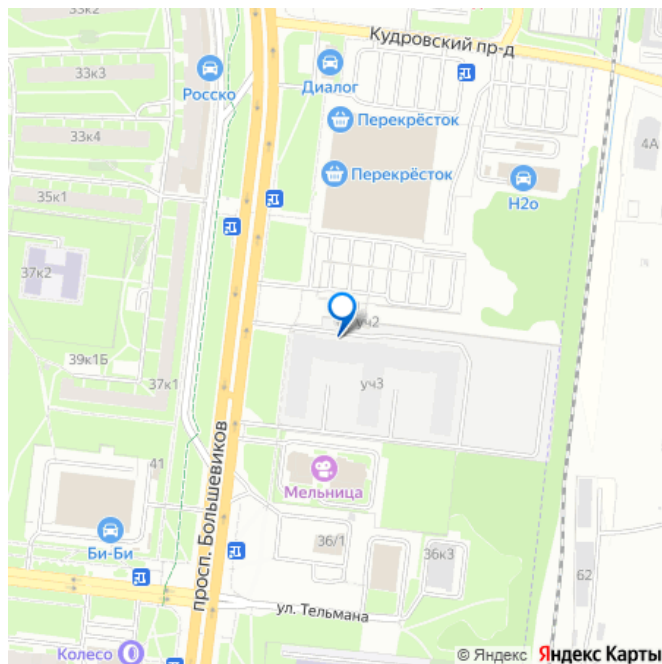 33к2
Кудровский пр-д
33к3
Росско
Диалог
Перекрёсток
33к4
4А
Перекрёсток
35к1
Н2о
37к2
уч2
39к1Б
37к1
уч3
просп. Большевиков
41
Мельница
Би-Би
36/1
36к3
62
ул. Тельмана
Колесо
© Яндекс Яндекс Карты